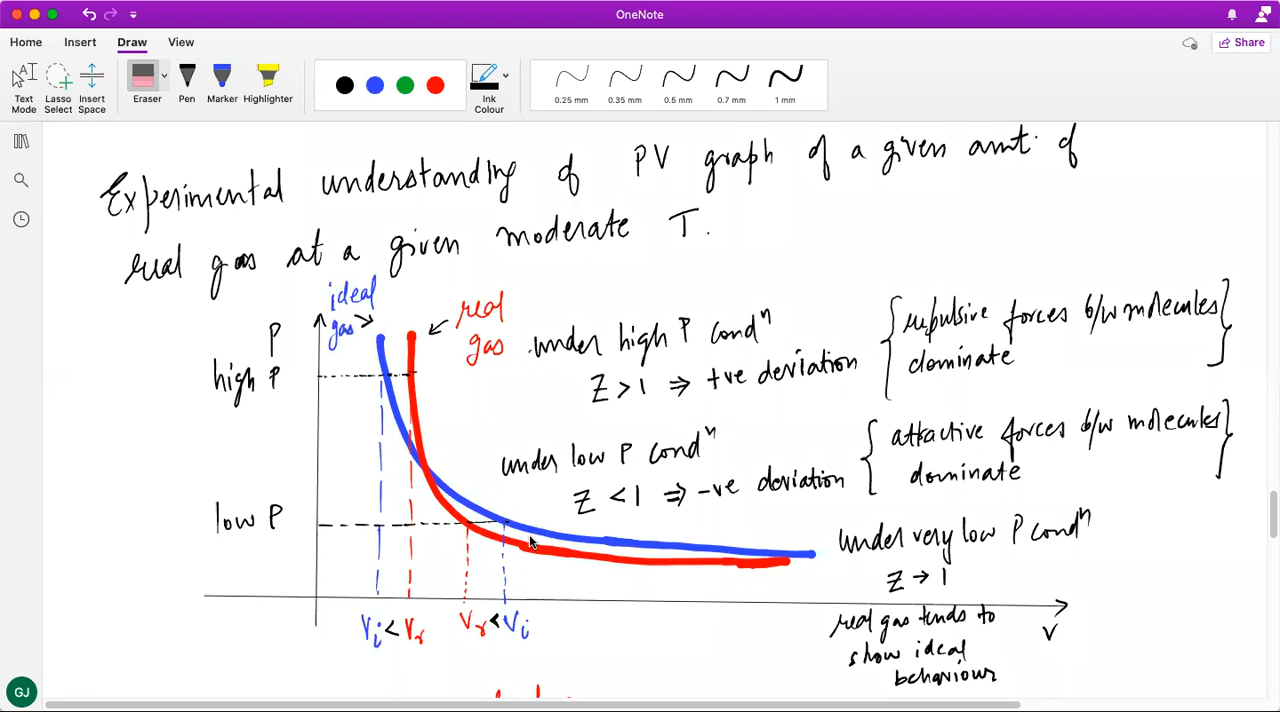 OneNote
Home Insert Draw View
Share
Text Mode
Lasso Select
Insert Space
Eraser
Pen
Marker
Highlighter
Ink Colour
0.25 mm
0.35 mm
0.5 mm
0.7 mm
1 mm
Experimental understanding of PV graph of a given amt. of
real gas at a given moderate T.
ideal gas
real gas
P
high P
low P
under high P condⁿ
Z > 1 ⇒ +ve deviation
repulsive forces b/w molecules
dominate
under low P condⁿ
Z < 1 ⇒ -ve deviation
attractive forces b/w molecules
dominate
under very low P condⁿ
Z → 1
real gas tends to
show ideal
behaviour
Vi < Vr
Vr < Vi
V
GJ